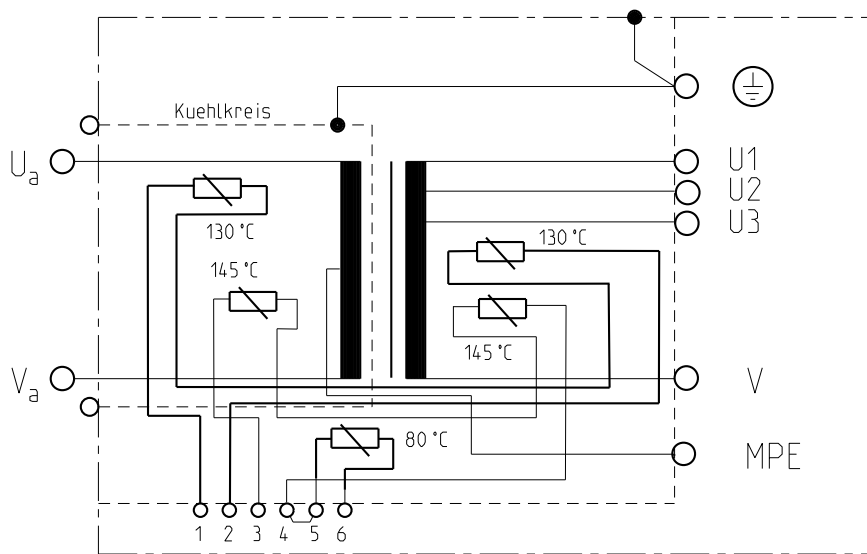 Kuehlkreis
Ua
U1
U2
U3
130°C
130°C
145°C
145°C
Va
V
80°C
MPE
1 2 3 4 5 6